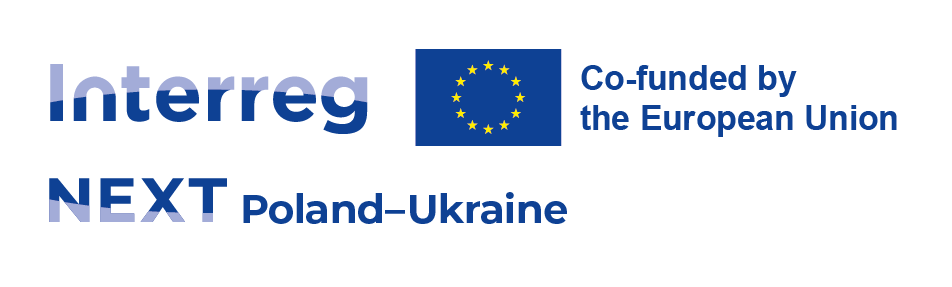 Interreg
Co-funded by
the European Union
NEXT Poland–Ukraine